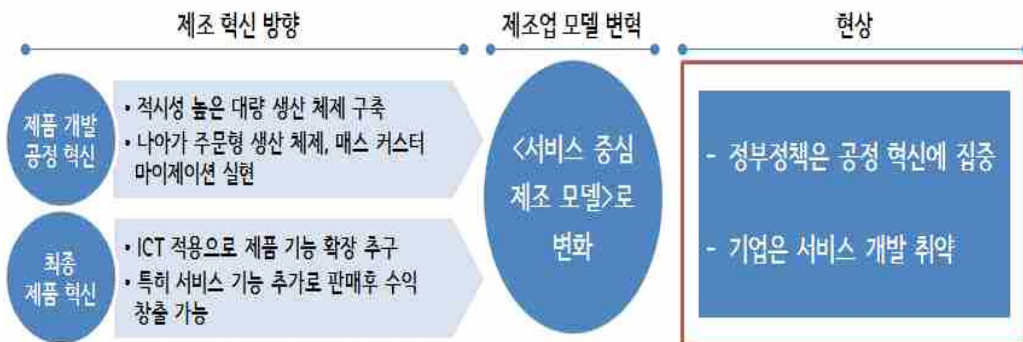 제조 혁신 방향
제조업 모델 변혁
현상
제품 개발
공정 혁신
• 적시성 높은 대량 생산 체제 구축
• 나아가 주문형 생산 체제, 매스 커스터
마이제이션 실현
최종
제품 혁신
• ICT 적용으로 제품 기능 확장 추구
• 특히 서비스 기능 추가로 판매후 수익
창출 가능
<서비스 중심
제조 모델>로
변화
- 정부정책은 공정 혁신에 집중
- 기업은 서비스 개발 취약